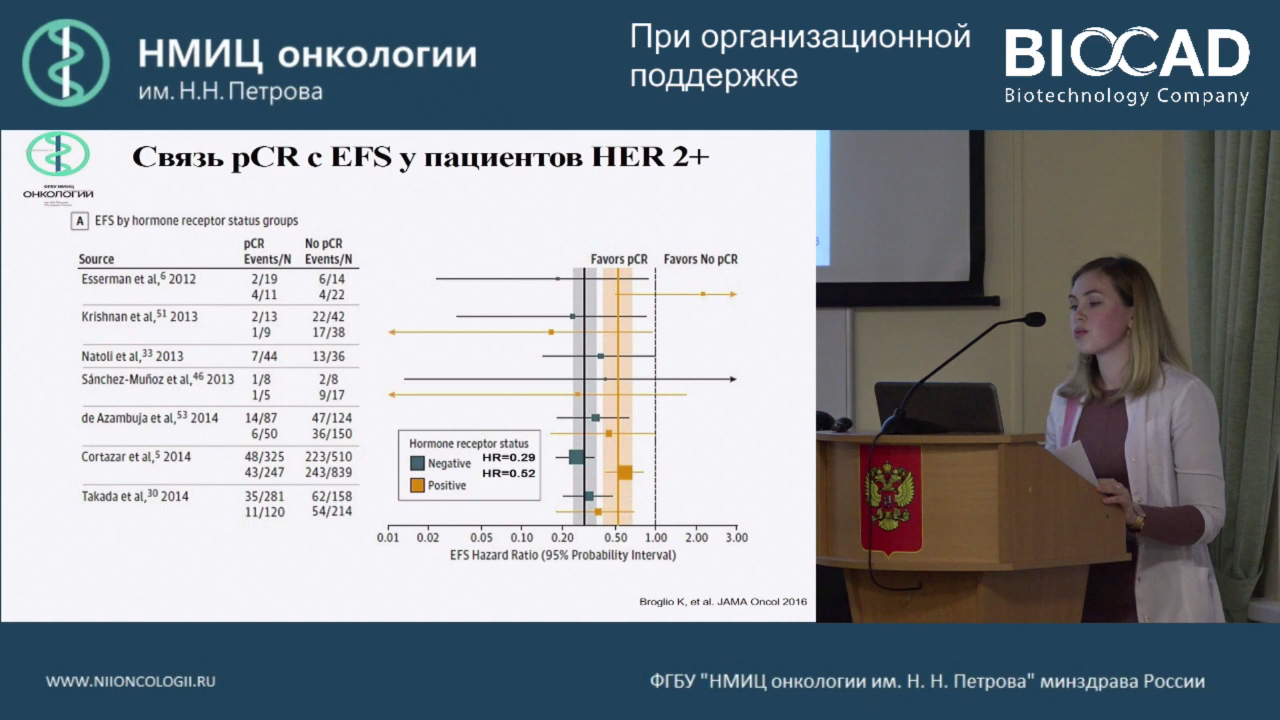 НМИЦ онкологии
им. Н.Н. Петрова
При организационной
поддержке
BIOCAD
Biotechnology Company
ОНКОЛОГИИ
Связь pCR с EFS у пациентов HER 2+
A EFS by hormone receptor status groups
pCR No pCR
Source Events/N Events/N
Favors pCR Favors No pCR
Esserman et al,6 2012 2/19 6/14
4/11 4/22
Krishnan et al,51 2013 2/13 22/42
1/9 17/38
Natoli et al,33 2013 7/44 13/36
Sánchez-Muñoz et al,46 2013 1/8 2/8
1/5 9/17
de Azambuja et al,53 2014 14/87 47/124
6/50 36/150
Cortazar et al,5 2014 48/325 223/510
43/247 243/839
Takada et al,30 2014 35/281 62/158
11/120 54/214
Hormone receptor status
Negative HR=0.29
Positive HR=0.52
0.01 0.02 0.05 0.10 0.20 0.50 1.00 2.00 3.00
EFS Hazard Ratio (95% Probability Interval)
Broglio K, et al. JAMA Oncol 2016
WWW.NIIONCOLOGII.RU
ФГБУ "НМИЦ онкологии им. Н. Н. Петрова" минздрава России